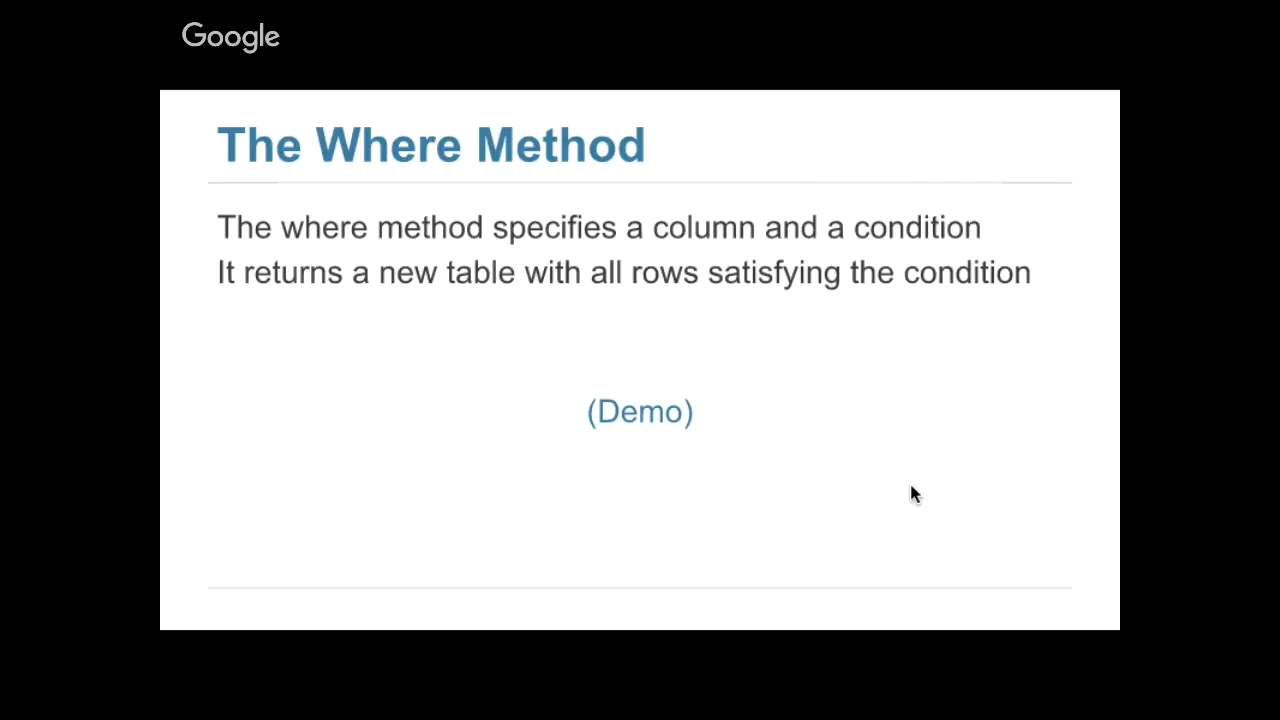 Google
The Where Method
The where method specifies a column and a condition
It returns a new table with all rows satisfying the condition
(Demo)